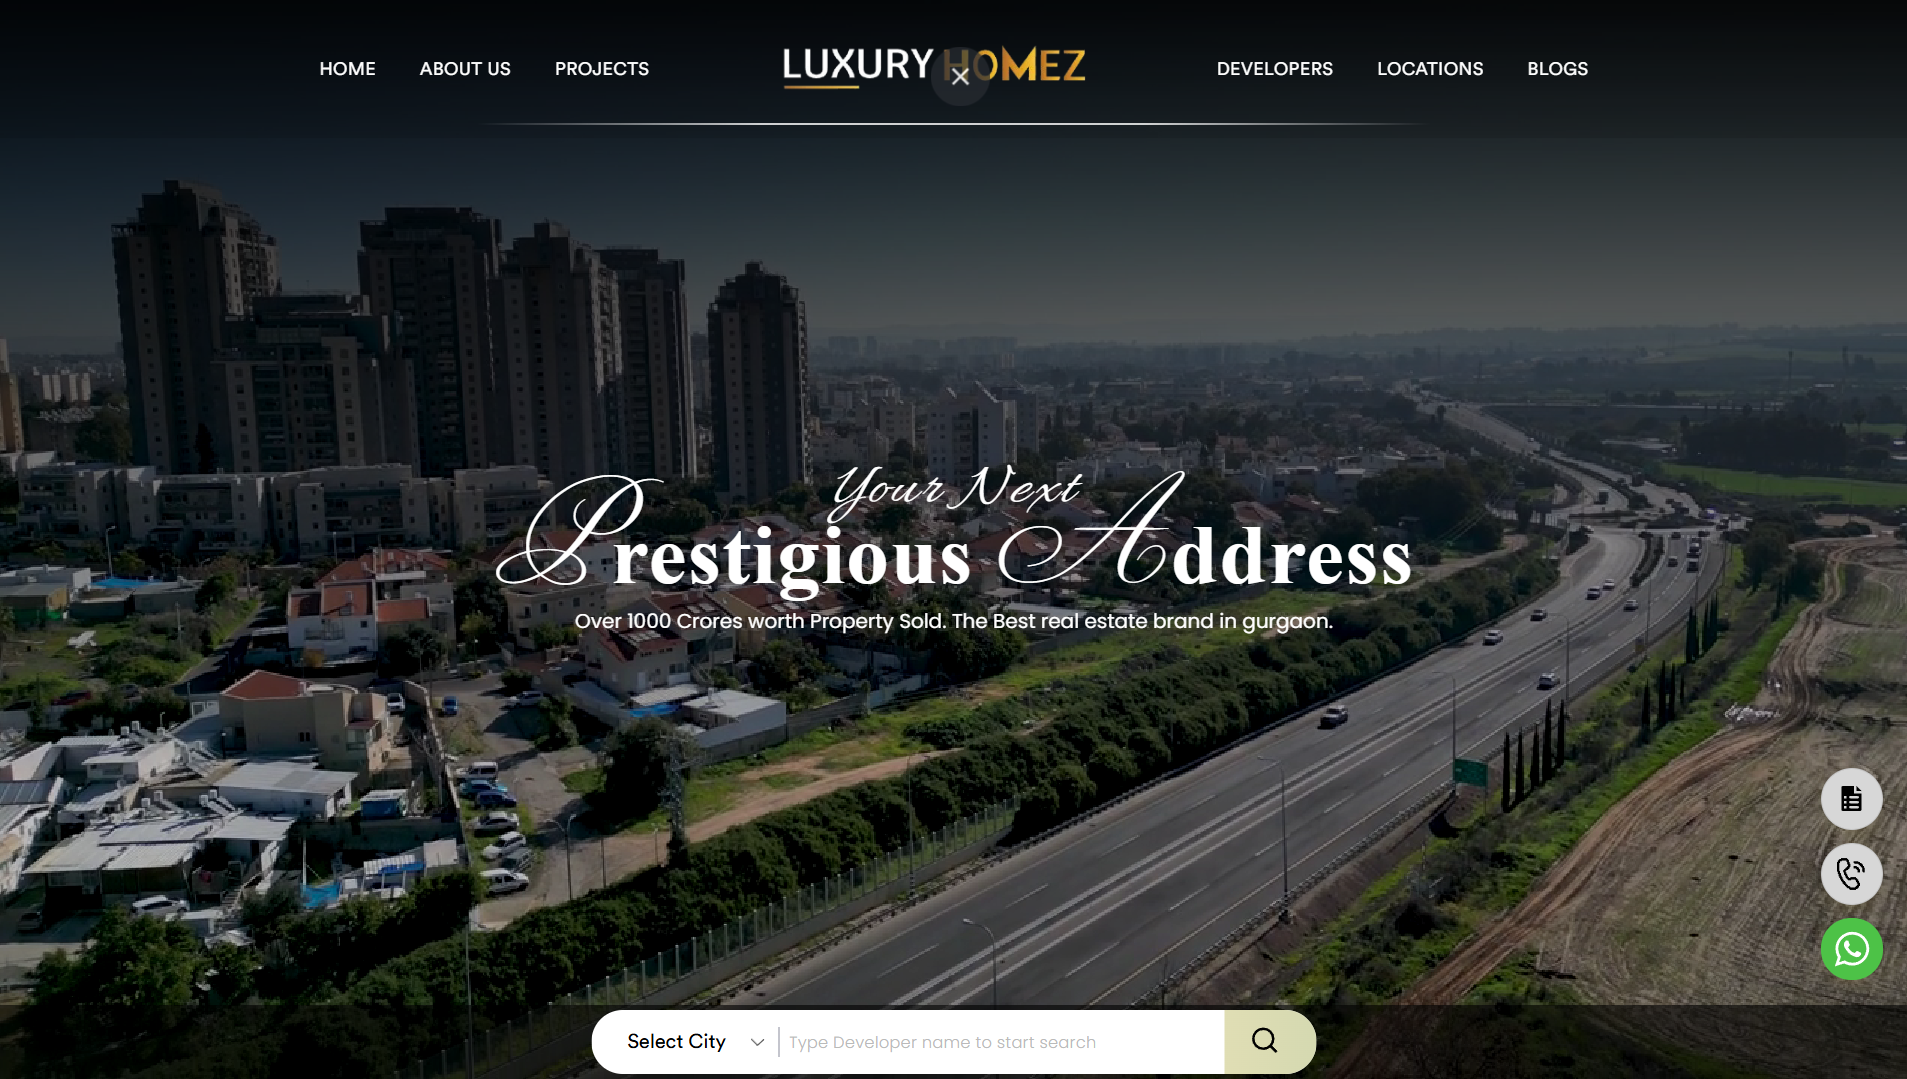 HOME ABOUT US PROJECTS LUXURY HOMEZ DEVELOPERS LOCATIONS BLOGS
Your Next
Prestigious Address
Over 1000 Crores worth Property Sold. The Best real estate brand in gurgaon.
Select City Type Developer name to start search